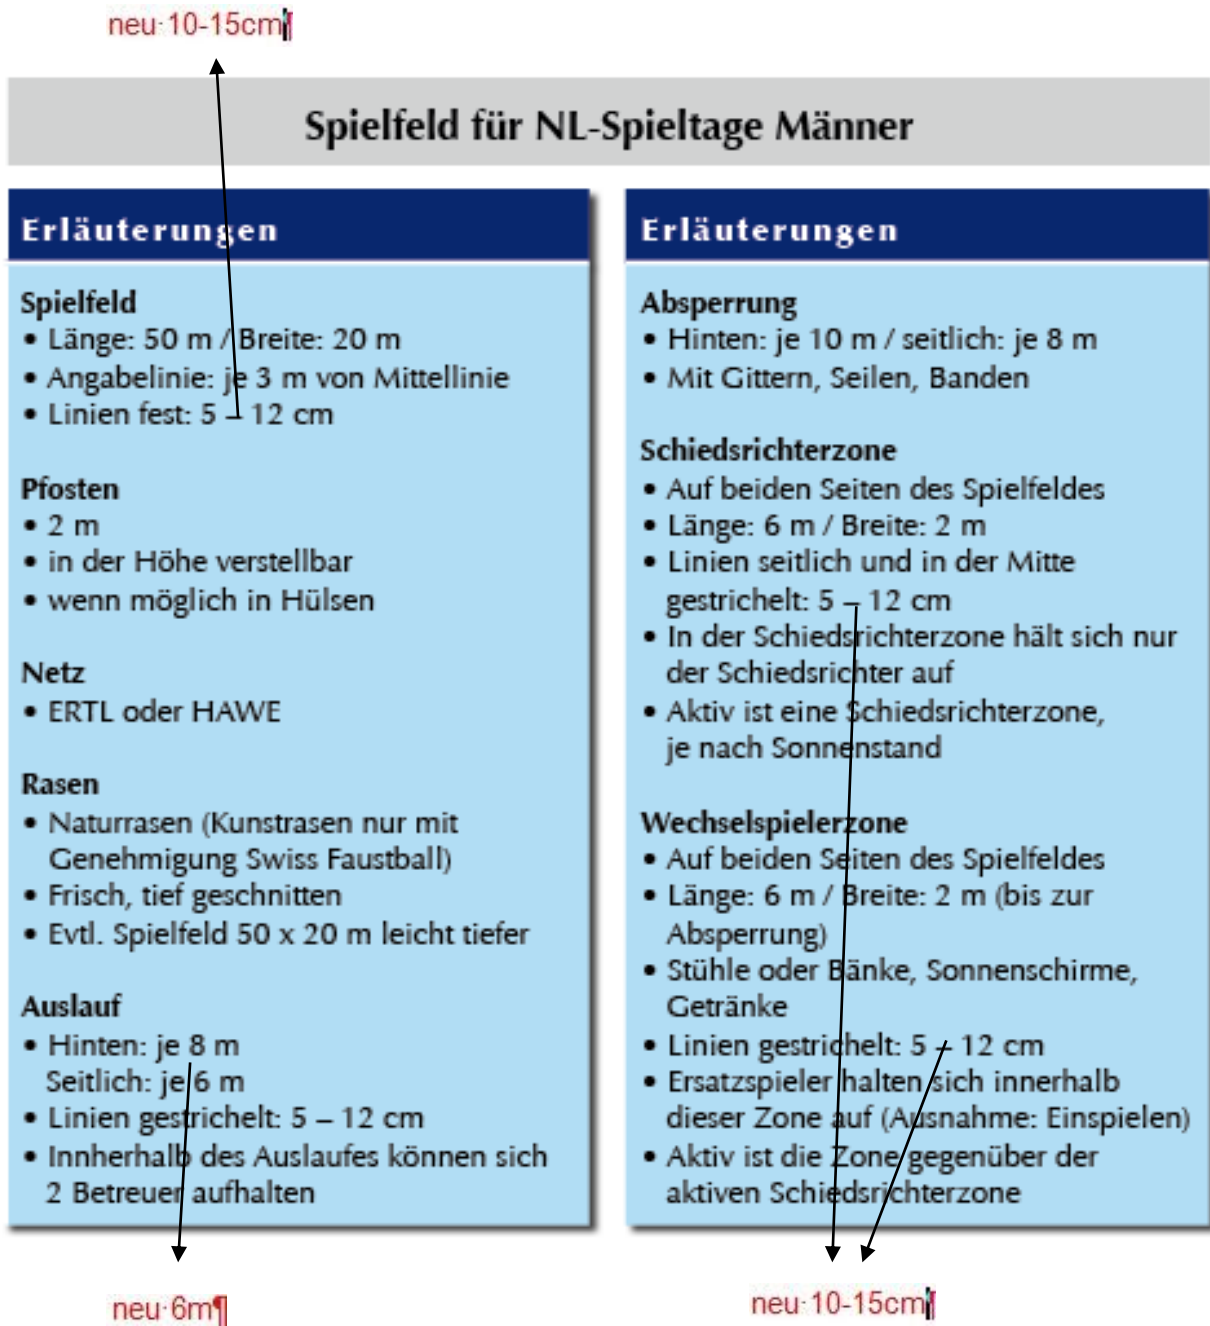 neu·10-15cm¶
Spielfeld für NL-Spieltage Männer
Erläuterungen
Spielfeld
• Länge: 50 m / Breite: 20 m
• Angabelinie: je 3 m von Mittellinie
• Linien fest: 5 – 12 cm
Pfosten
• 2 m
• in der Höhe verstellbar
• wenn möglich in Hülsen
Netz
• ERTL oder HAWE
Rasen
• Naturrasen (Kunstrasen nur mit
Genehmigung Swiss Faustball)
• Frisch, tief geschnitten
• Evtl. Spielfeld 50 x 20 m leicht tiefer
Auslauf
• Hinten: je 8 m
Seitlich: je 6 m
• Linien gestrichelt: 5 – 12 cm
• Innherhalb des Auslaufes können sich
2 Betreuer aufhalten
neu·6m¶
Erläuterungen
Absperrung
• Hinten: je 10 m / seitlich: je 8 m
• Mit Gittern, Seilen, Banden
Schiedsrichterzone
• Auf beiden Seiten des Spielfeldes
• Länge: 6 m / Breite: 2 m
• Linien seitlich und in der Mitte
gestrichelt: 5 – 12 cm
• In der Schiedsrichterzone hält sich nur
der Schiedsrichter auf
• Aktiv ist eine Schiedsrichterzone,
je nach Sonnenstand
Wechselspielerzone
• Auf beiden Seiten des Spielfeldes
• Länge: 6 m / Breite: 2 m (bis zur
Absperrung)
• Stühle oder Bänke, Sonnenschirme,
Getränke
• Linien gestrichelt: 5 – 12 cm
• Ersatzspieler halten sich innerhalb
dieser Zone auf (Ausnahme: Einspielen)
• Aktiv ist die Zone gegenüber der
aktiven Schiedsrichterzone
neu·10-15cm¶